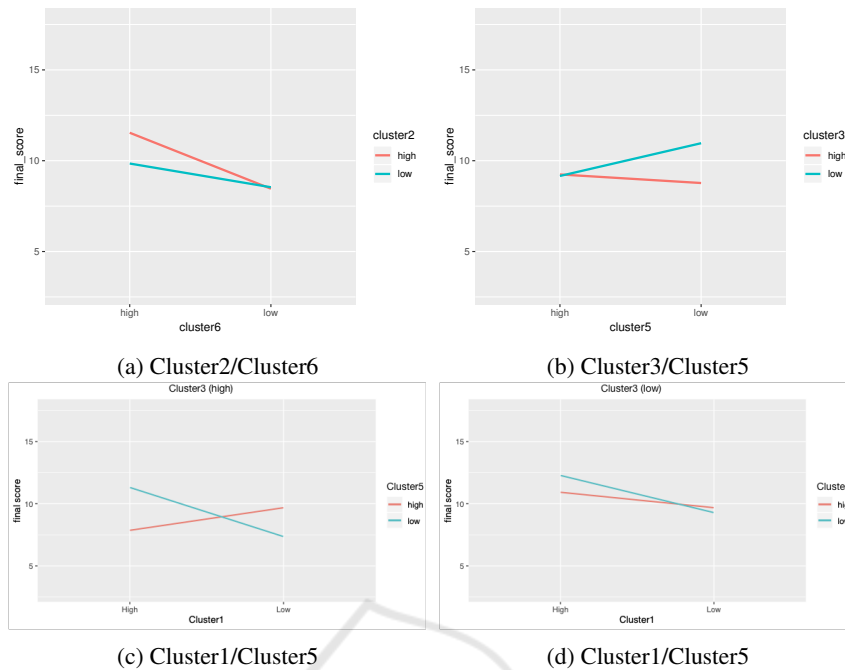 15-
10-
5-
final_score
high
low
cluster6
cluster2
high
low
(a) Cluster2/Cluster6
15-
10-
5-
final_score
high
low
cluster5
cluster3
high
low
(b) Cluster3/Cluster5
Cluster3 (high)
15-
10-
5-
final score
High
Low
Cluster1
Cluster5
high
low
(c) Cluster1/Cluster5
Cluster3 (low)
15-
10-
5-
final score
High
Low
Cluster1
(d) Cluster1/Cluster5